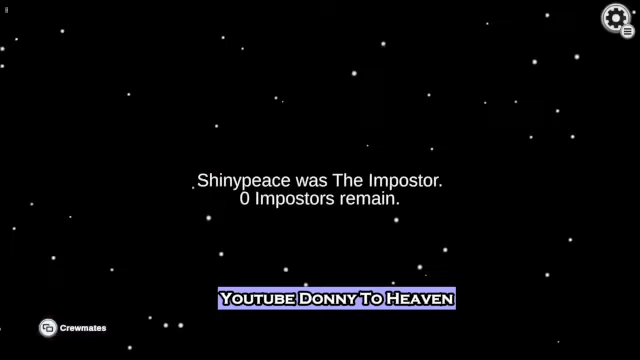 Shinypeace was The Impostor.
0 Impostors remain.
YOUTUBE DONNY TO HEAVEN
Crewmates